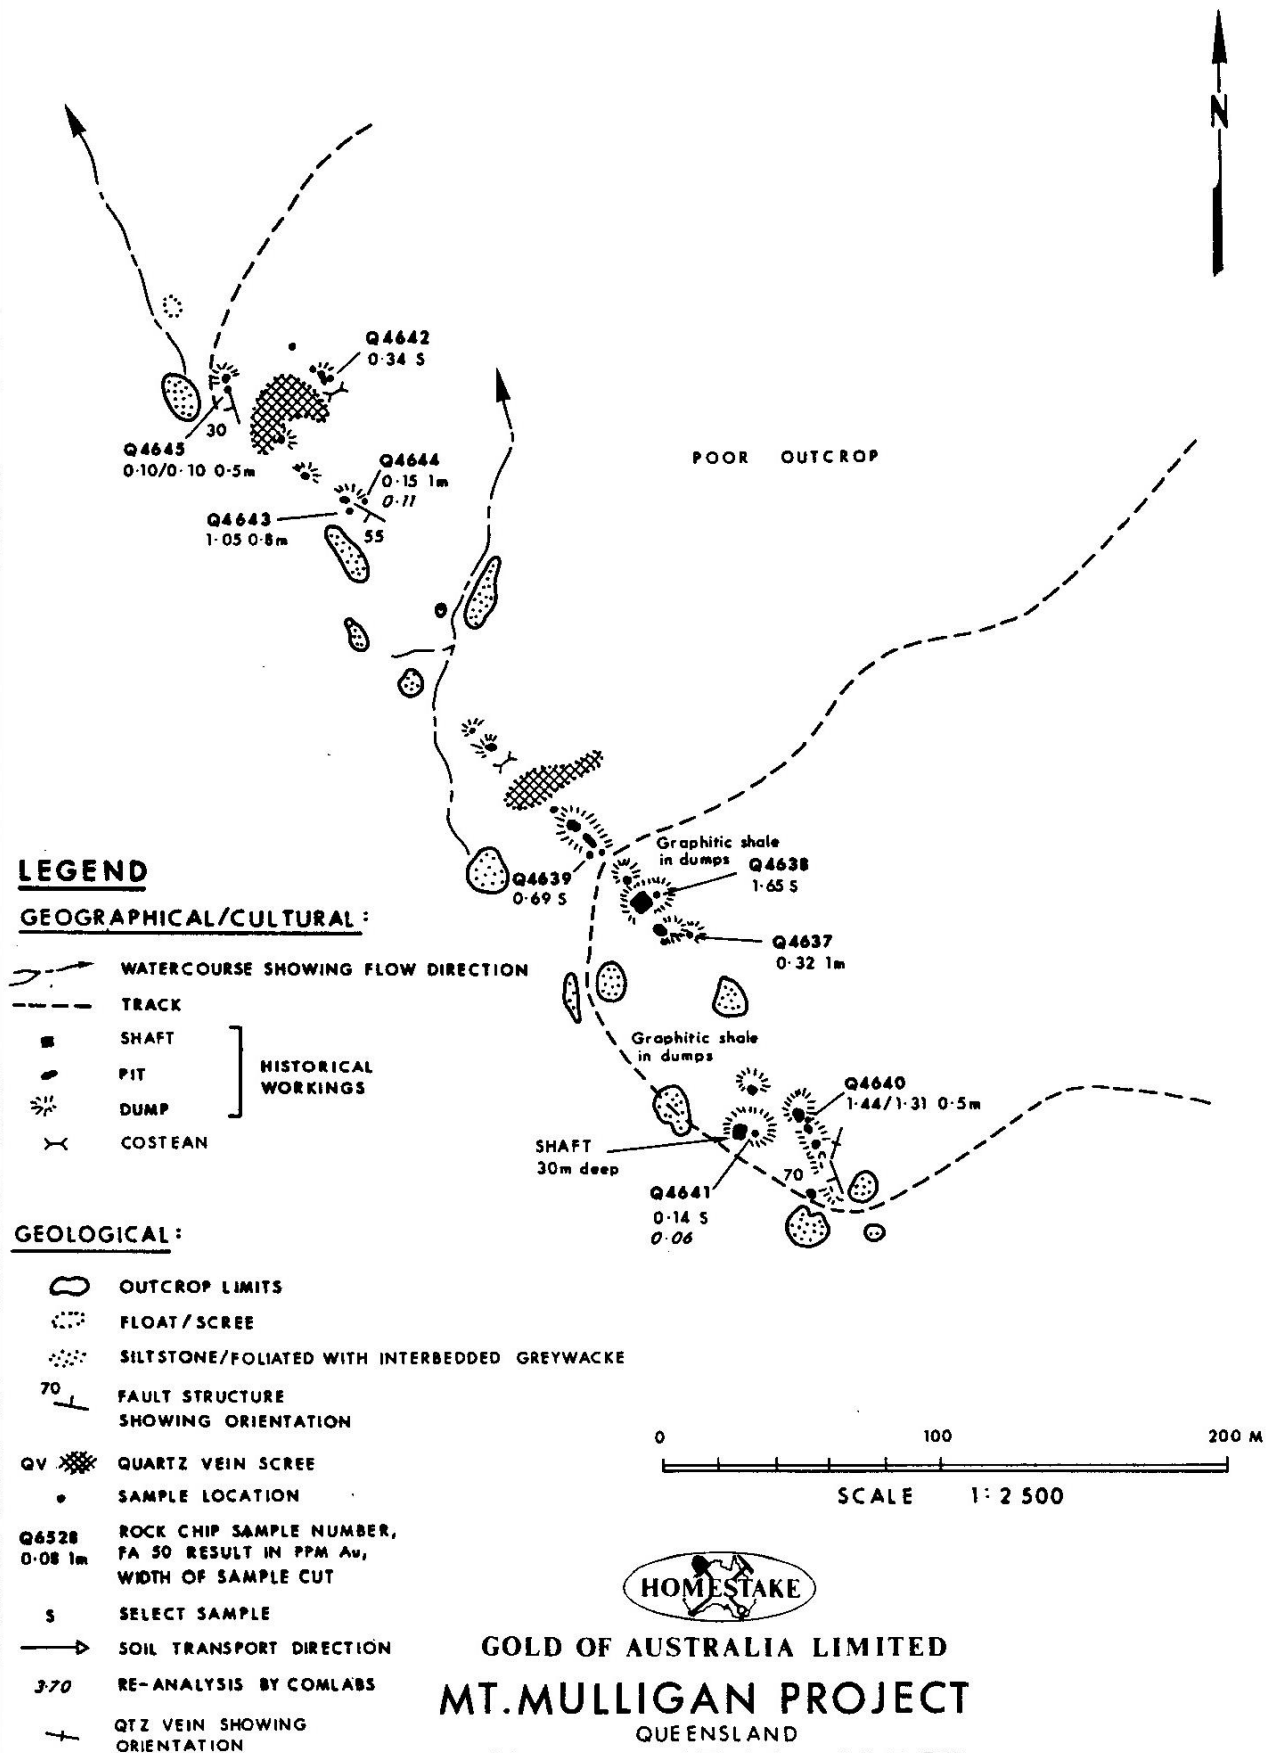 N
Q4642
0·34 S
30
Q4645
0·10/0·10 0·5m
Q4644
0·15 1m
0·11
Q4643
1·05 0·8m
55
POOR OUTCROP
Graphitic shale
in dumps
Q4638
1·65 S
Q4639
0·69 S
Q4637
0·32 1m
Graphitic shale
in dumps
Q4640
1·44/1·31 0·5m
SHAFT
30m deep
70
Q4641
0·14 S
0·06
LEGEND
GEOGRAPHICAL/CULTURAL:
WATERCOURSE SHOWING FLOW DIRECTION
TRACK
SHAFT
PIT
DUMP
HISTORICAL
WORKINGS
COSTEAN
GEOLOGICAL:
OUTCROP LIMITS
FLOAT/SCREE
SILTSTONE/FOLIATED WITH INTERBEDDED GREYWACKE
70 FAULT STRUCTURE
SHOWING ORIENTATION
QV QUARTZ VEIN SCREE
SAMPLE LOCATION
Q6528 ROCK CHIP SAMPLE NUMBER,
0·08 1m FA 50 RESULT IN PPM Au,
WIDTH OF SAMPLE CUT
S SELECT SAMPLE
SOIL TRANSPORT DIRECTION
3·70 RE-ANALYSIS BY COMLABS
QTZ VEIN SHOWING
ORIENTATION
0 100 200 M
SCALE 1:2 500
HOMESTAKE
GOLD OF AUSTRALIA LIMITED
MT.MULLIGAN PROJECT
QUEENSLAND